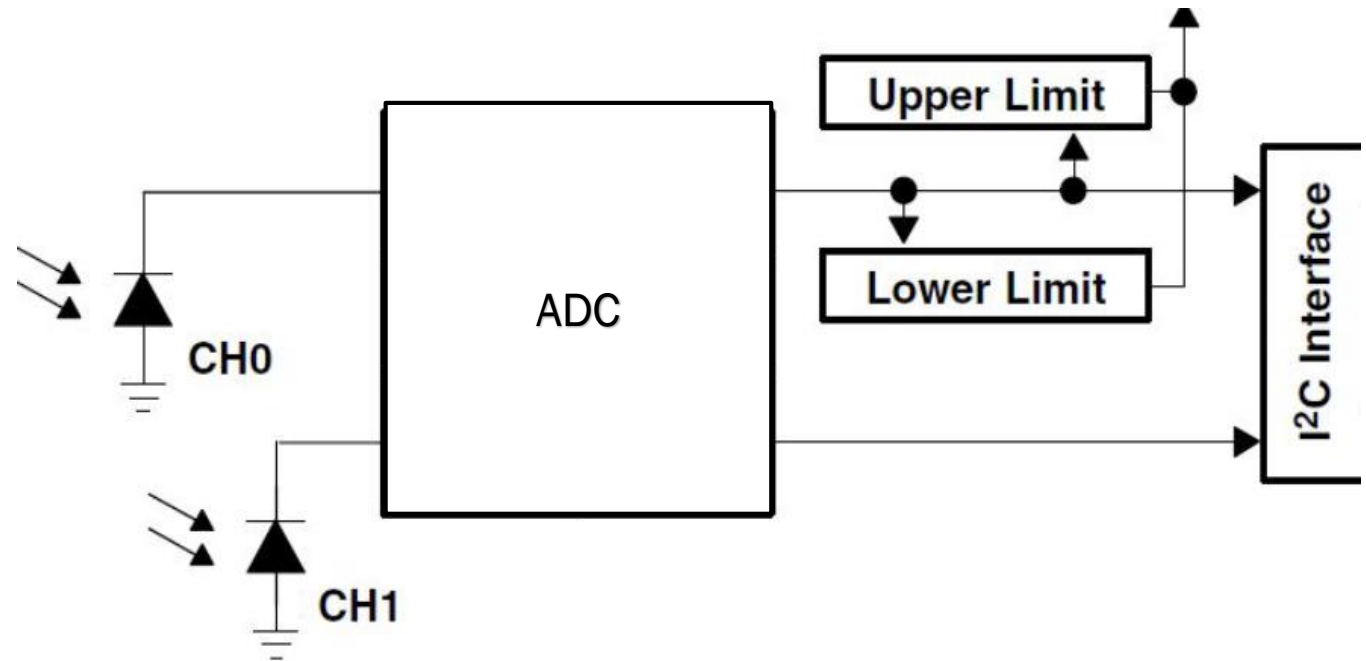 Upper Limit
ADC
Lower Limit
CH0
CH1
I²C Interface